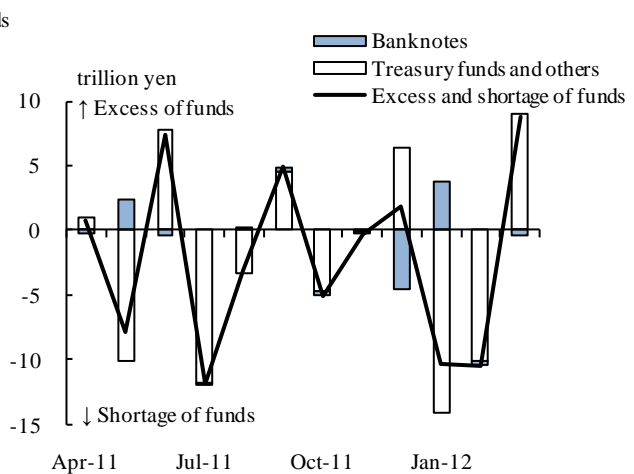 ds
Banknotes
Treasury funds and others
Excess and shortage of funds
trillion yen
↑ Excess of funds
10
5
0
-5
-10
-15
↓ Shortage of funds
Apr-11 Jul-11 Oct-11 Jan-12